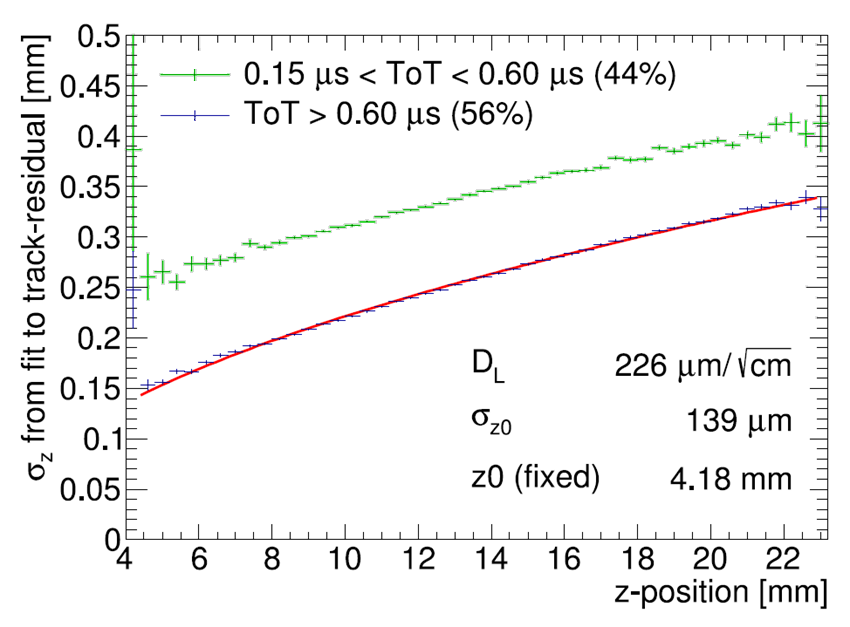 σz from fit to track-residual [mm]
0.5
0.45
0.4
0.35
0.3
0.25
0.2
0.15
0.1
0.05
0
0.15 μs < ToT < 0.60 μs (44%)
ToT > 0.60 μs (56%)
DL 226 μm/√cm
σz0 139 μm
z0 (fixed) 4.18 mm
4 6 8 10 12 14 16 18 20 22
z-position [mm]